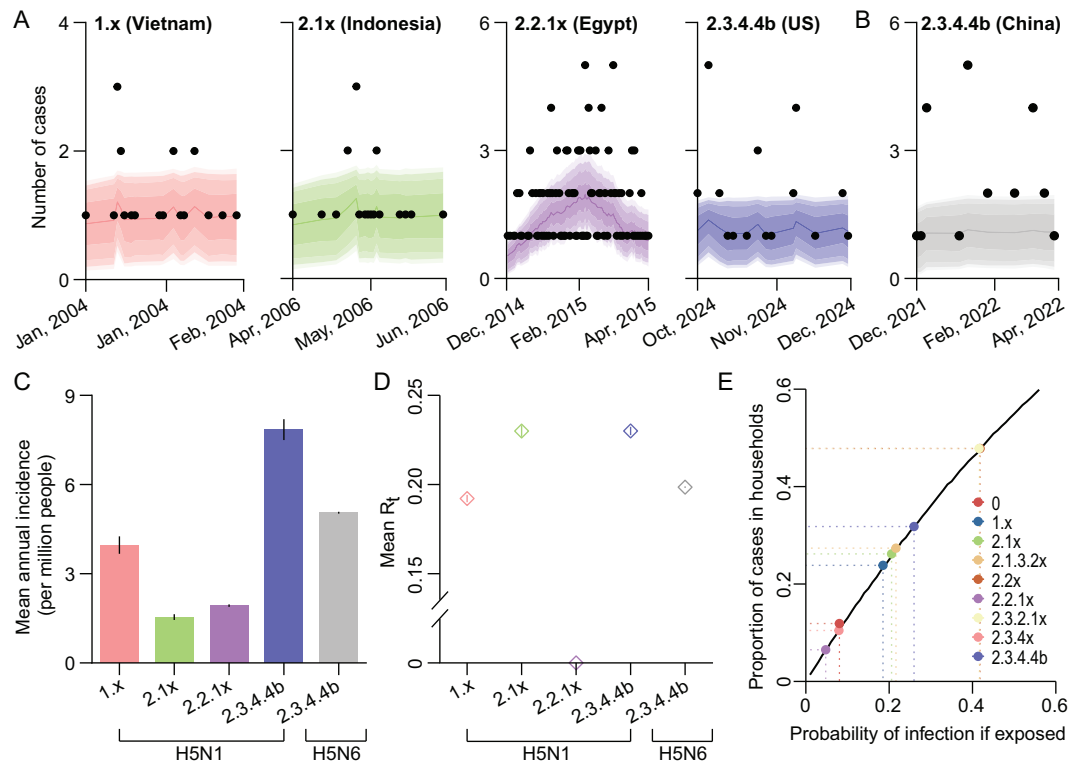 A
1.x (Vietnam)
2.1x (Indonesia)
2.2.1x (Egypt)
2.3.4.4b (US)
B
2.3.4.4b (China)
Number of cases
4
2
0
4
2
0
6
3
0
6
3
0
6
3
0
Jan, 2004
Jan, 2004
Feb, 2004
Apr, 2006
May, 2006
Jun, 2006
Dec, 2014
Feb, 2015
Apr, 2015
Oct, 2024
Nov, 2024
Dec, 2024
Dec, 2021
Feb, 2022
Apr, 2022
C
Mean annual incidence
(per million people)
9
6
3
0
1.x
2.1x
2.2.1x
2.3.4.4b
2.3.4.4b
H5N1
H5N6
D
Mean Rt
0.25
0.20
0.15
0
1.x
2.1x
2.2.1x
2.3.4.4b
2.3.4.4b
H5N1
H5N6
E
Proportion of cases in households
0.6
0.4
0.2
0.0
0
1.x
2.1x
2.1.3.2x
2.2x
2.2.1x
2.3.2.1x
2.3.4x
2.3.4.4b
0
0.2
0.4
0.6
Probability of infection if exposed